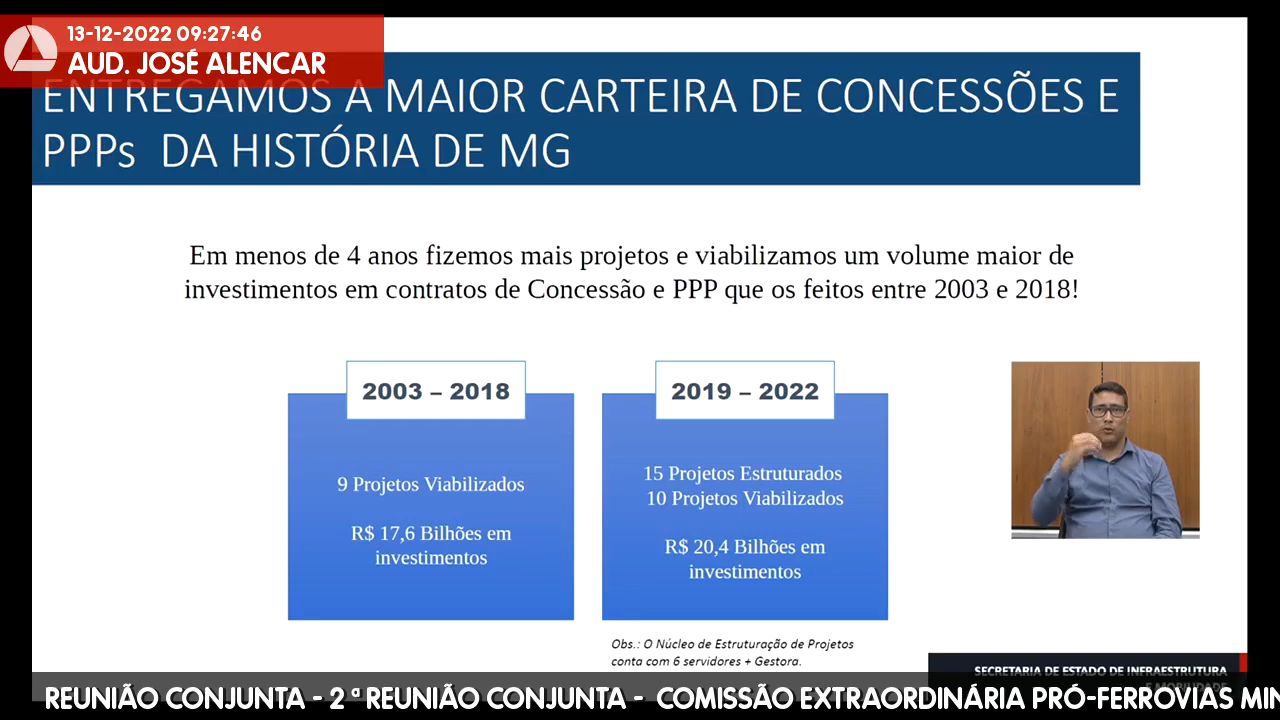 13-12-2022 09:27:46
AUD. JOSÉ ALENCAR
ENTREGAMOS A MAIOR CARTEIRA DE CONCESSÕES E
PPPs DA HISTÓRIA DE MG
Em menos de 4 anos fizemos mais projetos e viabilizamos um volume maior de
investimentos em contratos de Concessão e PPP que os feitos entre 2003 e 2018!
2003 – 2018
9 Projetos Viabilizados
R$ 17,6 Bilhões em
investimentos
2019 – 2022
15 Projetos Estruturados
10 Projetos Viabilizados
R$ 20,4 Bilhões em
investimentos
Obs.: O Núcleo de Estruturação de Projetos
conta com 6 servidores + Gestora.
SECRETARIA DE ESTADO DE INFRAESTRUTURA
E MOBILIDADE
REUNIÃO CONJUNTA - 2 ª REUNIÃO CONJUNTA - COMISSÃO EXTRAORDINÁRIA PRÓ-FERROVIAS MIN